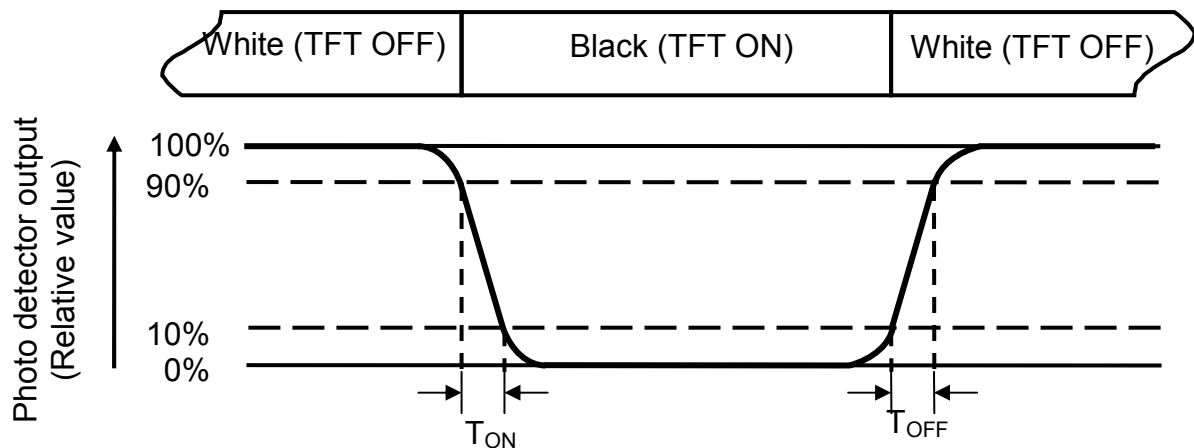 White (TFT OFF)
Black (TFT ON)
White (TFT OFF)
Photo detector output
(Relative value)
100%
90%
10%
0%
TON
TOFF